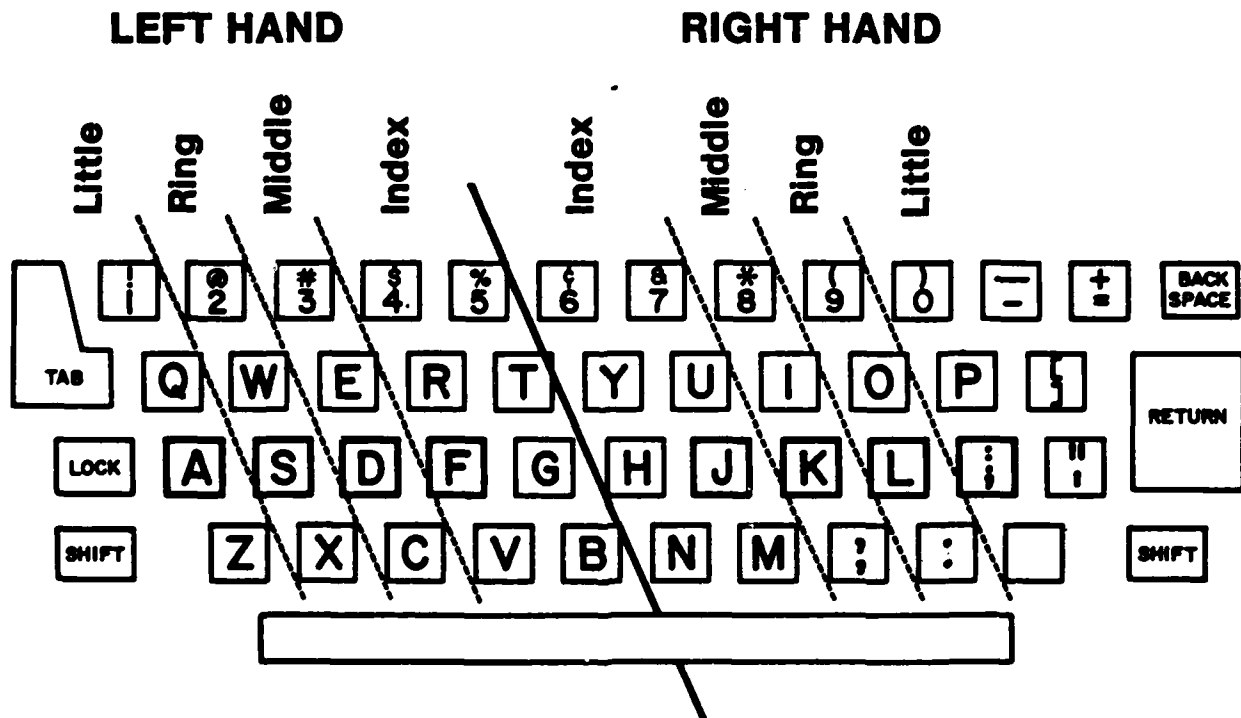 LEFT HAND RIGHT HAND
Little Ring Middle Index Index Middle Ring Little
! @ # $ % ¢ & * ( ) — +
1 2 3 4 5 6 7 8 9 0 - =
BACK SPACE
TAB Q W E R T Y U I O P ]
RETURN
LOCK A S D F G H J K L : ; " '
SHIFT Z X C V B N M , , . . SHIFT